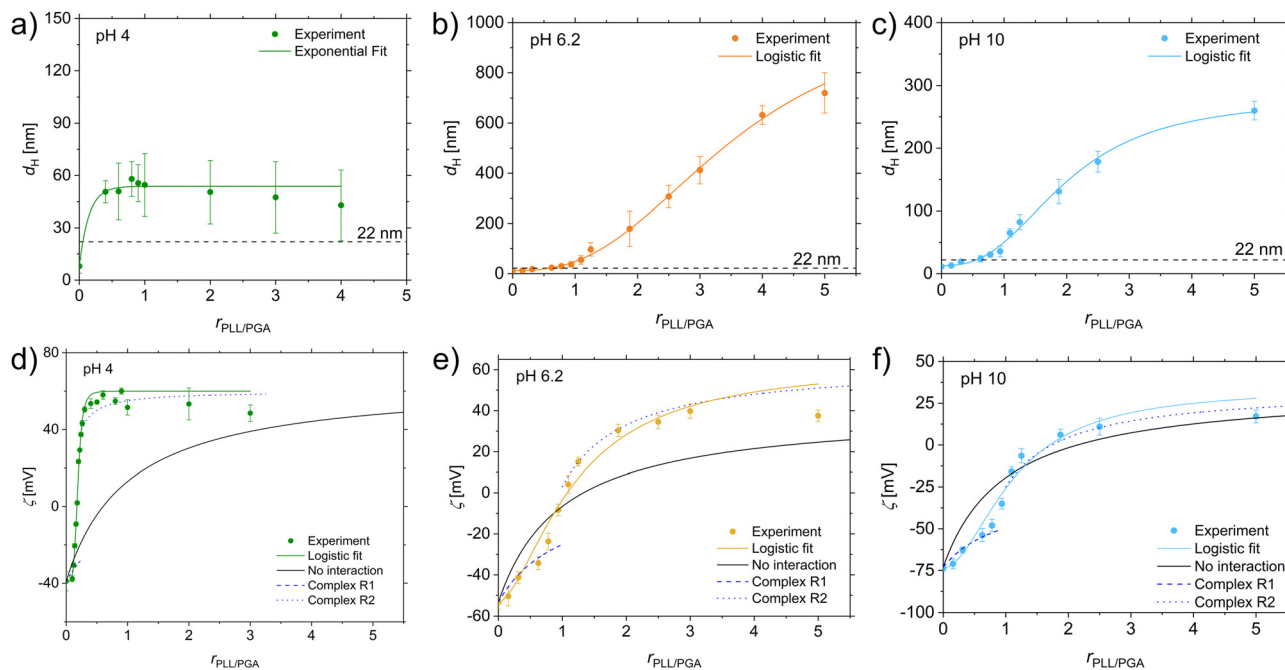 a)
pH 4
Experiment
Exponential Fit
22 nm
150
120
90
60
30
0
d_H [nm]
0 1 2 3 4 5
r_PLL/PGA
b)
pH 6.2
Experiment
Logistic fit
22 nm
1000
800
600
400
200
0
d_H [nm]
0 1 2 3 4 5
r_PLL/PGA
c)
pH 10
Experiment
Logistic fit
22 nm
400
300
200
100
0
d_H [nm]
0 1 2 3 4 5
r_PLL/PGA
d)
pH 4
80
40
0
-40
ζ [mV]
Experiment
Logistic fit
No interaction
Complex R1
Complex R2
0 1 2 3 4 5
r_PLL/PGA
e)
pH 6.2
60
40
20
0
-20
-40
-60
ζ [mV]
Experiment
Logistic fit
No interaction
Complex R1
Complex R2
0 1 2 3 4 5
r_PLL/PGA
f)
pH 10
50
25
0
-25
-50
-75
-100
ζ [mV]
Experiment
Logistic fit
No interaction
Complex R1
Complex R2
0 1 2 3 4 5
r_PLL/PGA